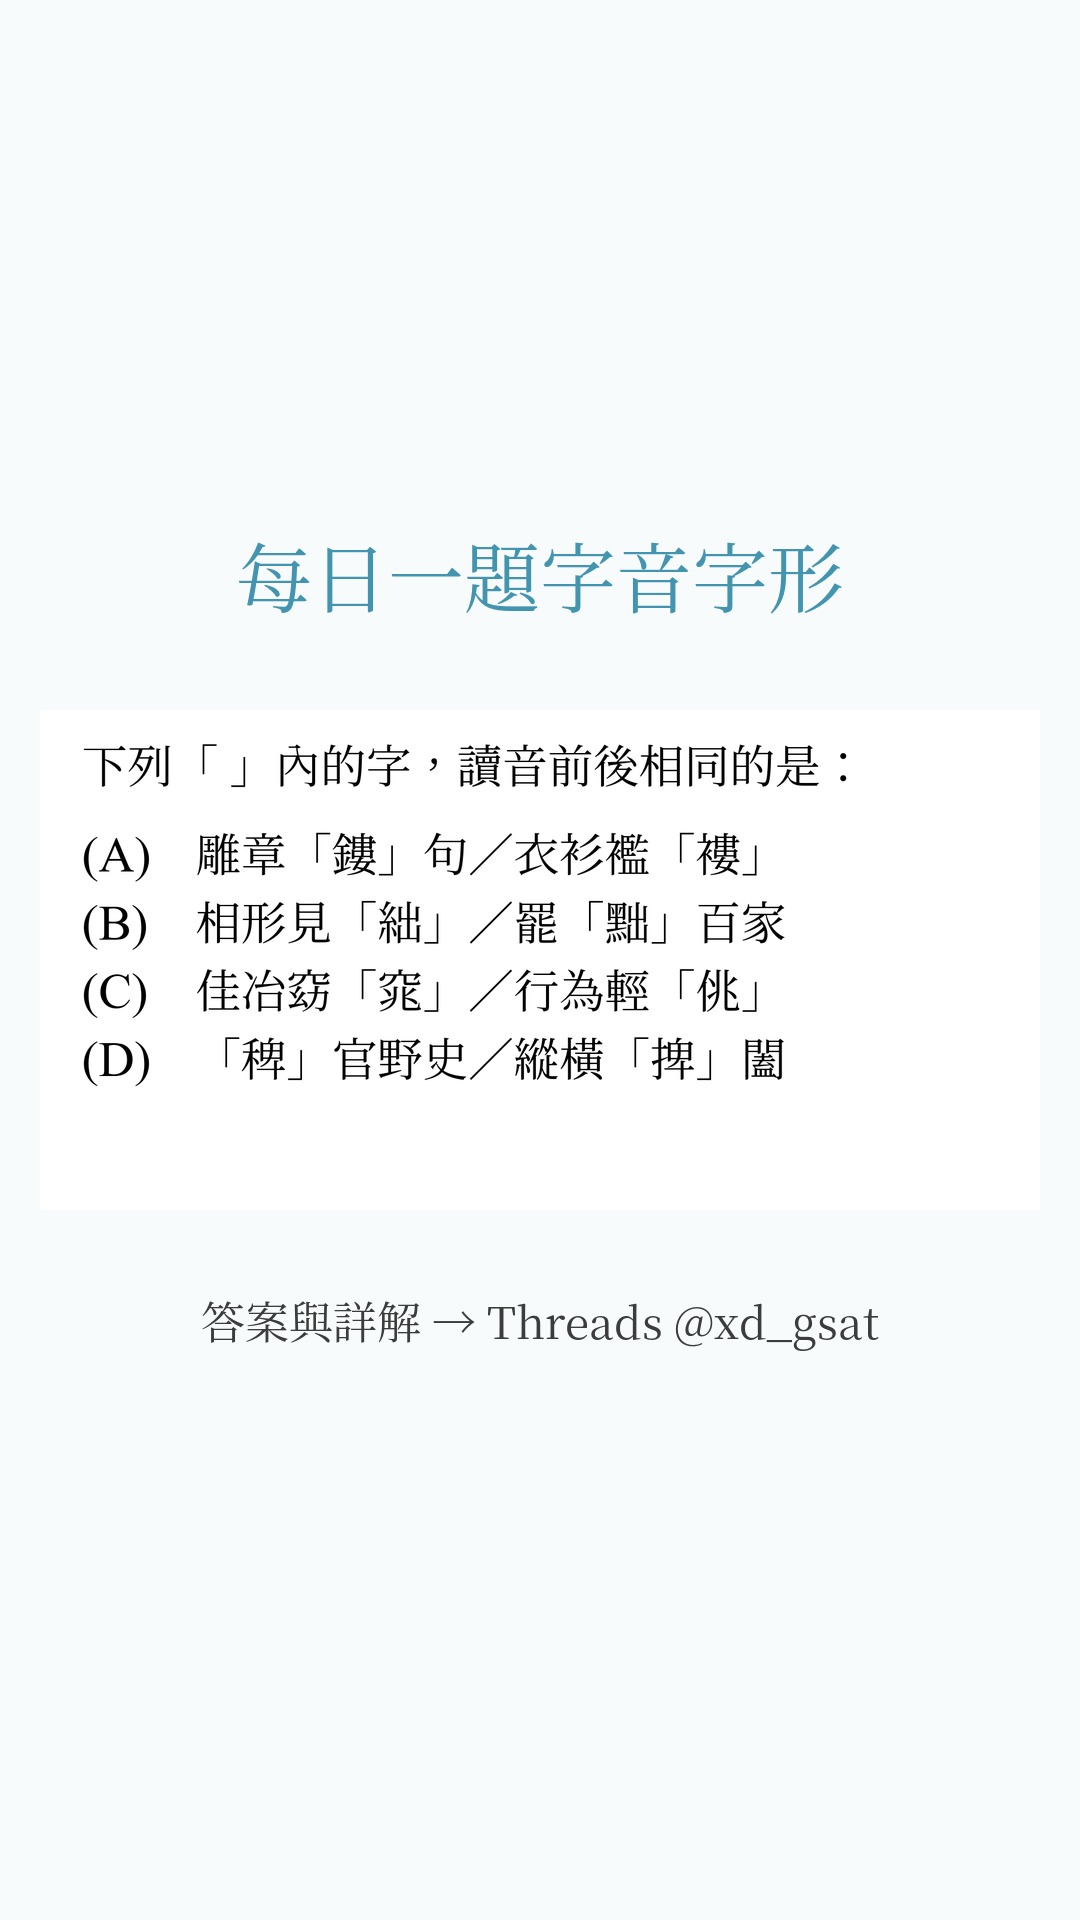 每日一題字音字形
下列「 」內的字，讀音前後相同的是：
(A) 雕章「鏤」句／衣衫襤「褸」
(B) 相形見「絀」／罷「黜」百家
(C) 佳冶窈「窕」／行為輕「佻」
(D) 「稗」官野史／縱橫「捭」闔
答案與詳解 → Threads @xd_gsat